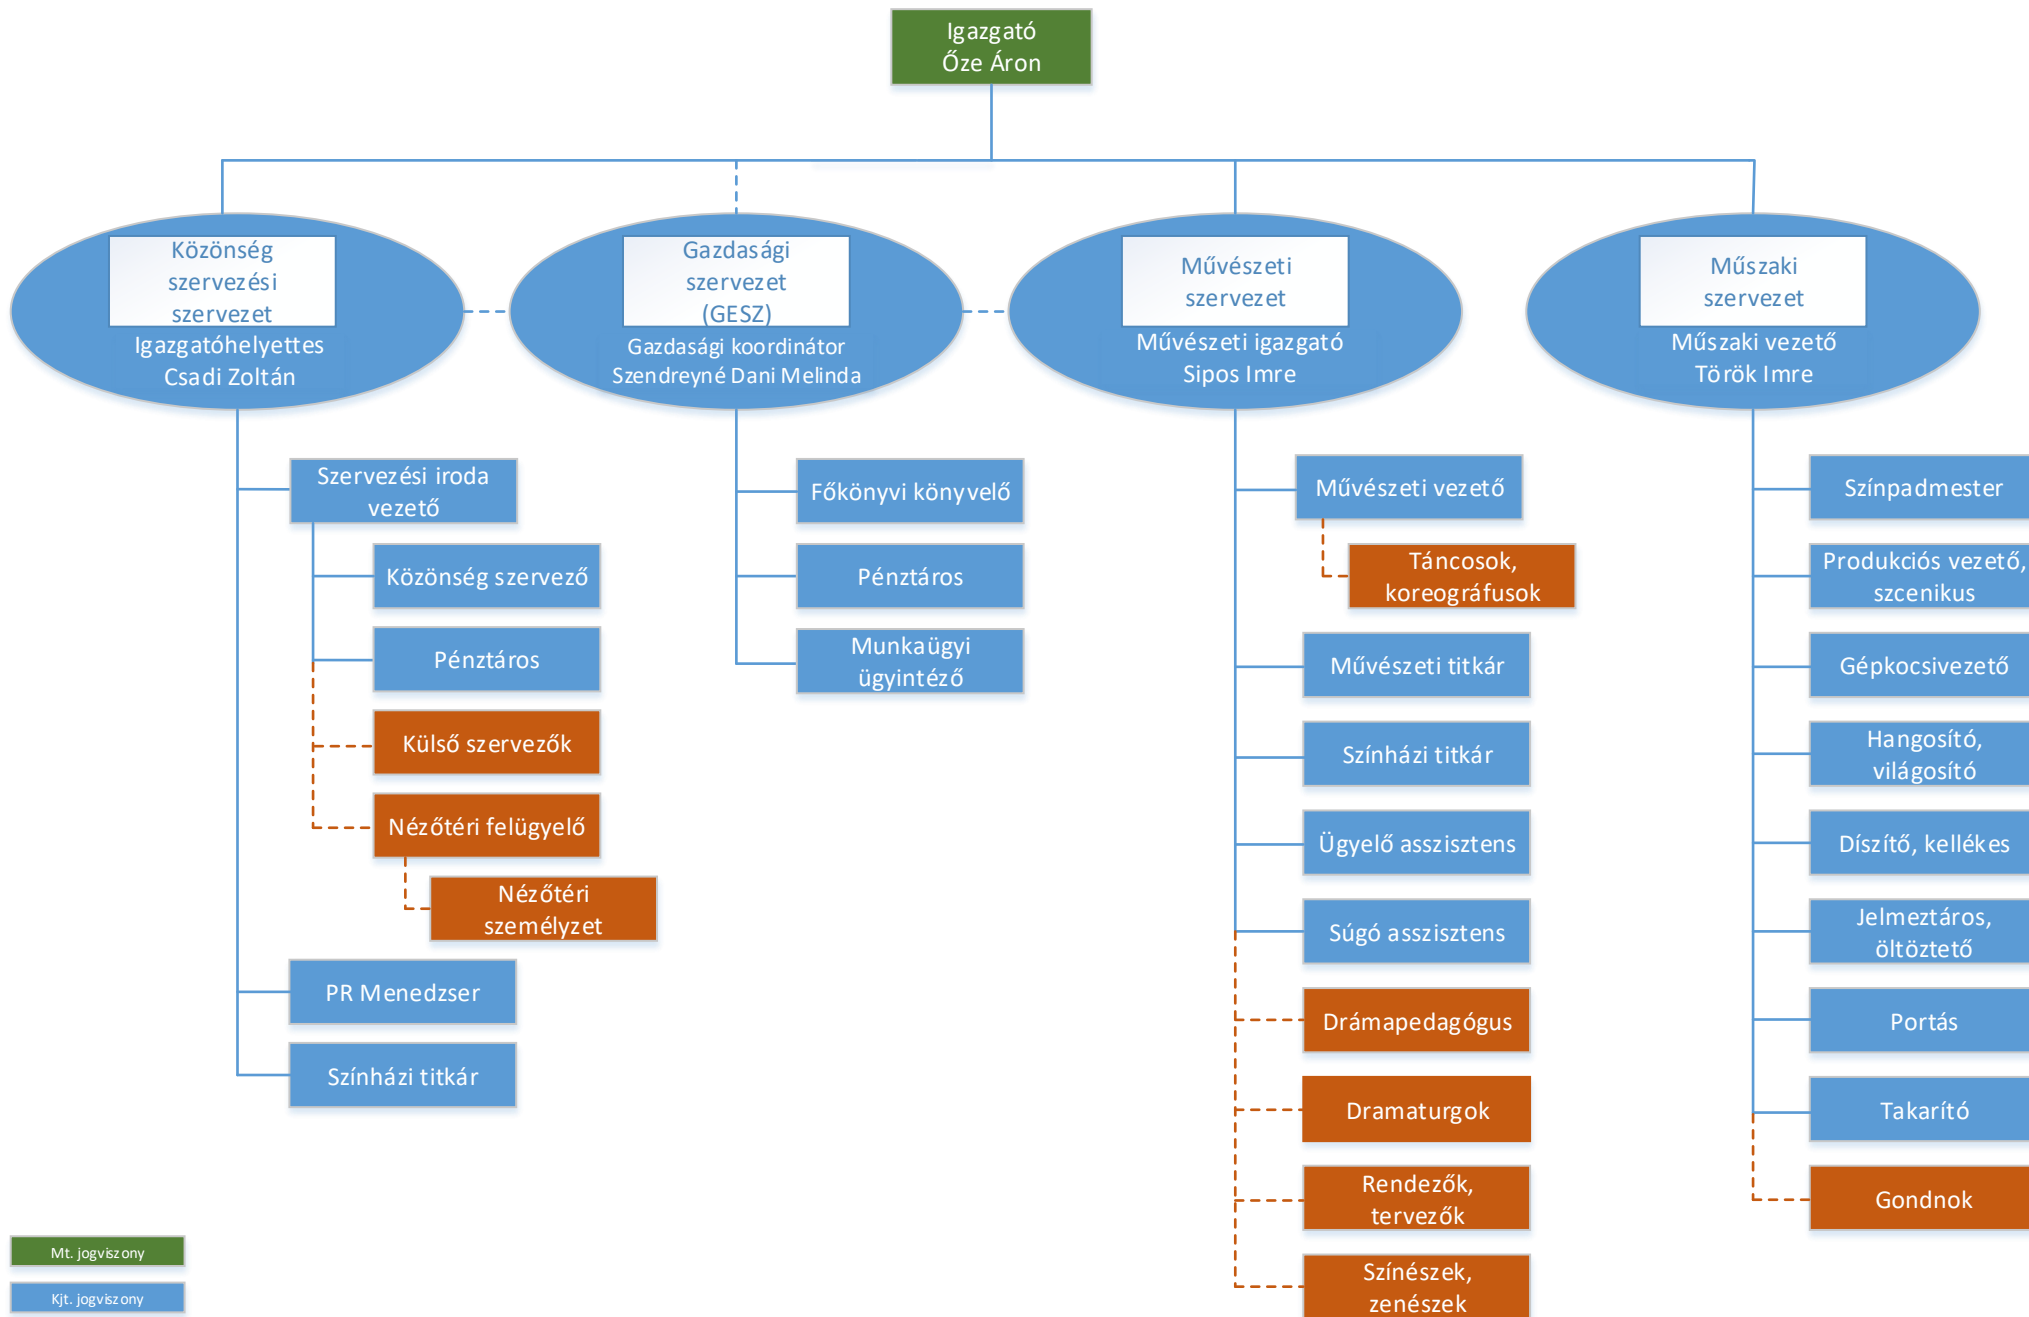 Igazgató
Őze Áron
Közönség
szervezési
szervezet
Igazgatóhelyettes
Csadi Zoltán
Gazdasági
szervezet
(GESZ)
Gazdasági koordinátor
Szendreyné Dani Melinda
Művészeti
szervezet
Művészeti igazgató
Sipos Imre
Műszaki
szervezet
Műszaki vezető
Török Imre
Szervezési iroda
vezető
Közönség szervező
Pénztáros
Külső szervezők
Nézőtéri felügyelő
Nézőtéri
személyzet
PR Menedzser
Színházi titkár
Főkönyvi könyvelő
Pénztáros
Munkaügyi
ügyintéző
Művészeti vezető
Táncosok,
koreográfusok
Művészeti titkár
Színházi titkár
Ügyelő asszisztens
Súgó asszisztens
Drámapedagógus
Dramaturgok
Rendezők,
tervezők
Színészek,
zenészek
Színpadmester
Produkciós vezető,
szcenikus
Gépkocsivezető
Hangosító,
világosító
Díszítő, kellékes
Jelmeztáros,
öltöztető
Portás
Takarító
Gondnok
Mt. jogviszony
Kjt. jogviszony